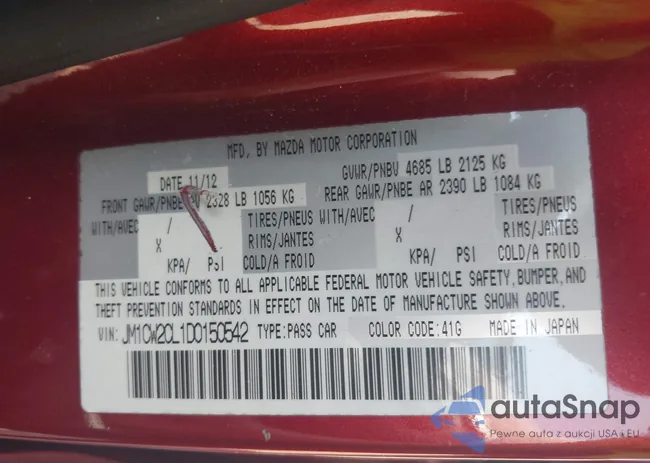 MFD. BY MAZDA MOTOR CORPORATION
DATE 11/12
GVWR/PNBV 4685 LB 2125 KG
FRONT GAWR/PNBE 2328 LB 1056 KG
REAR GAWR/PNBE AR 2390 LB 1084 KG
WITH/AVEC / TIRES/PNEUS WITH/AVEC / TIRES/PNEUS
X RIMS/JANTES X RIMS/JANTES
KPA/ PSI COLD/A FROID KPA/ PSI COLD/A FROID
THIS VEHICLE CONFORMS TO ALL APPLICABLE FEDERAL MOTOR VEHICLE SAFETY,BUMPER,AND
THEFT PREVENTION STANDARDS IN EFFECT ON THE DATE OF MANUFACTURE SHOWN ABOVE.
VIN: JM1CW2CL1D0150542 TYPE:PASS CAR COLOR CODE:41G MADE IN JAPAN
autaSnap
Pewne auta z aukcji USA i EU